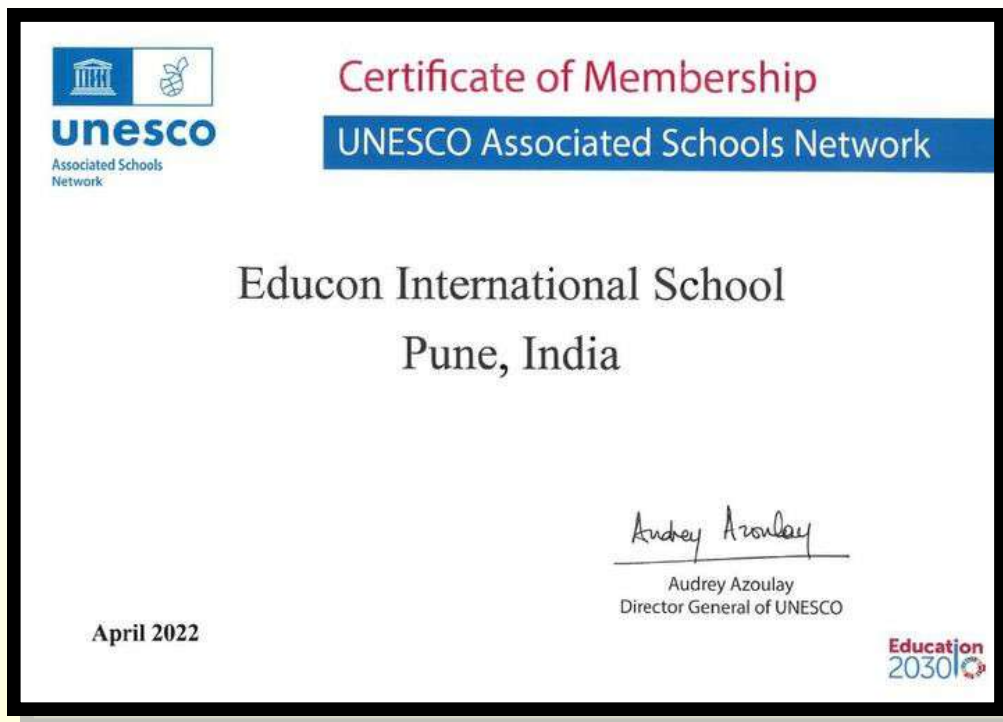 unesco
Associated Schools
Network
Certificate of Membership
UNESCO Associated Schools Network
Educon International School
Pune, India
Audrey Azoulay
Audrey Azoulay
Director General of UNESCO
April 2022
Education
2030